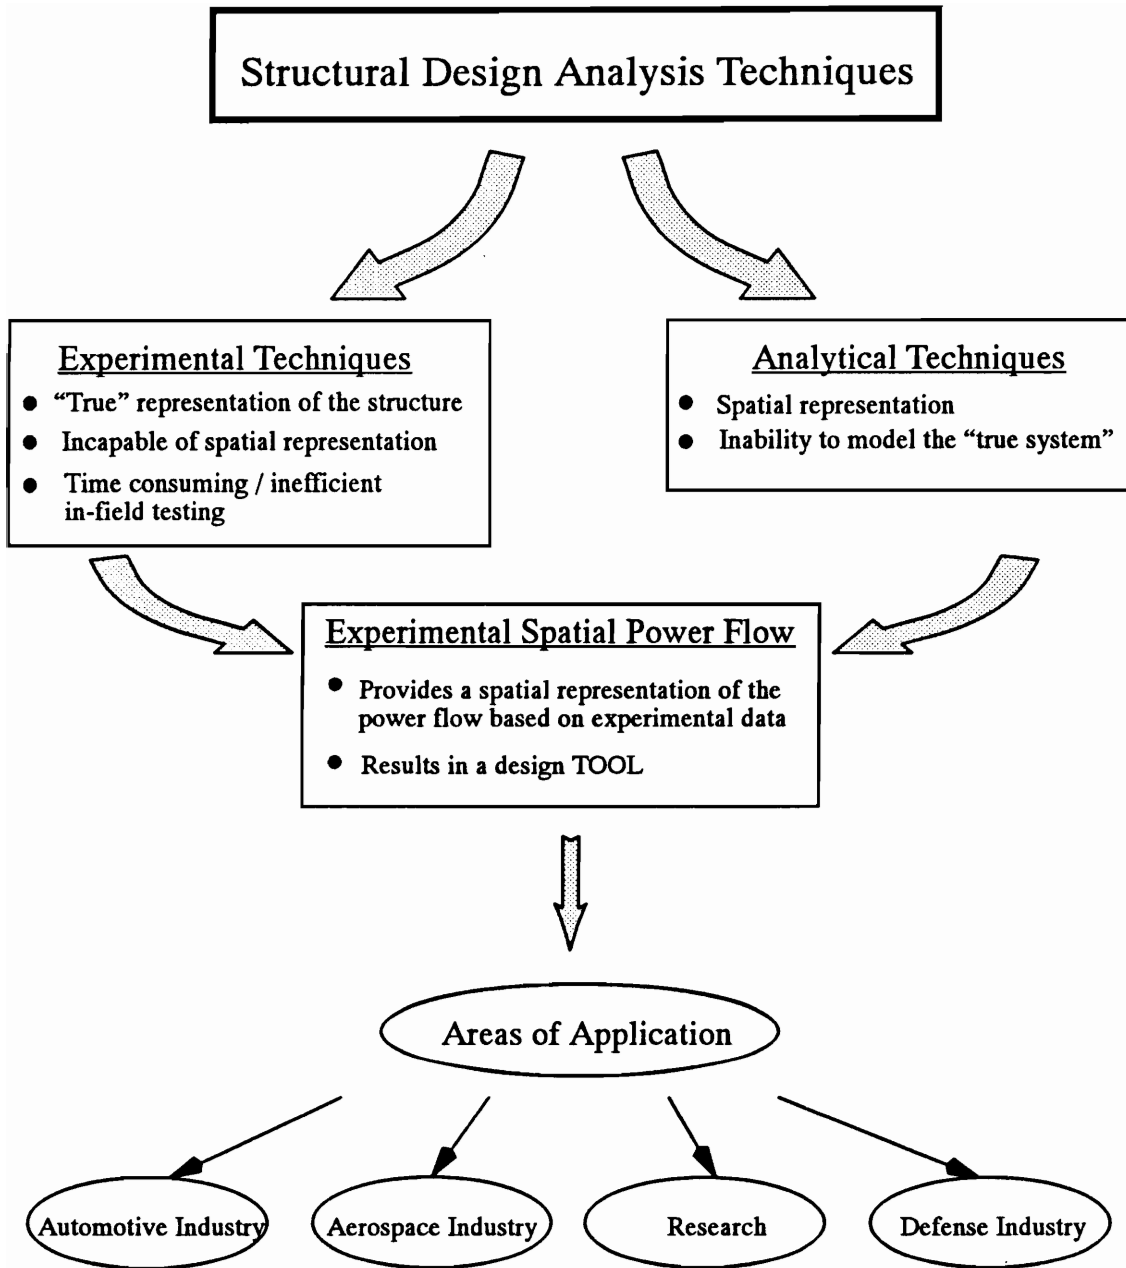 Structural Design Analysis Techniques
Experimental Techniques
● “True” representation of the structure
● Incapable of spatial representation
● Time consuming / inefficient
in-field testing
Analytical Techniques
● Spatial representation
● Inability to model the “true system”
Experimental Spatial Power Flow
● Provides a spatial representation of the
power flow based on experimental data
● Results in a design TOOL
Areas of Application
Automotive Industry
Aerospace Industry
Research
Defense Industry